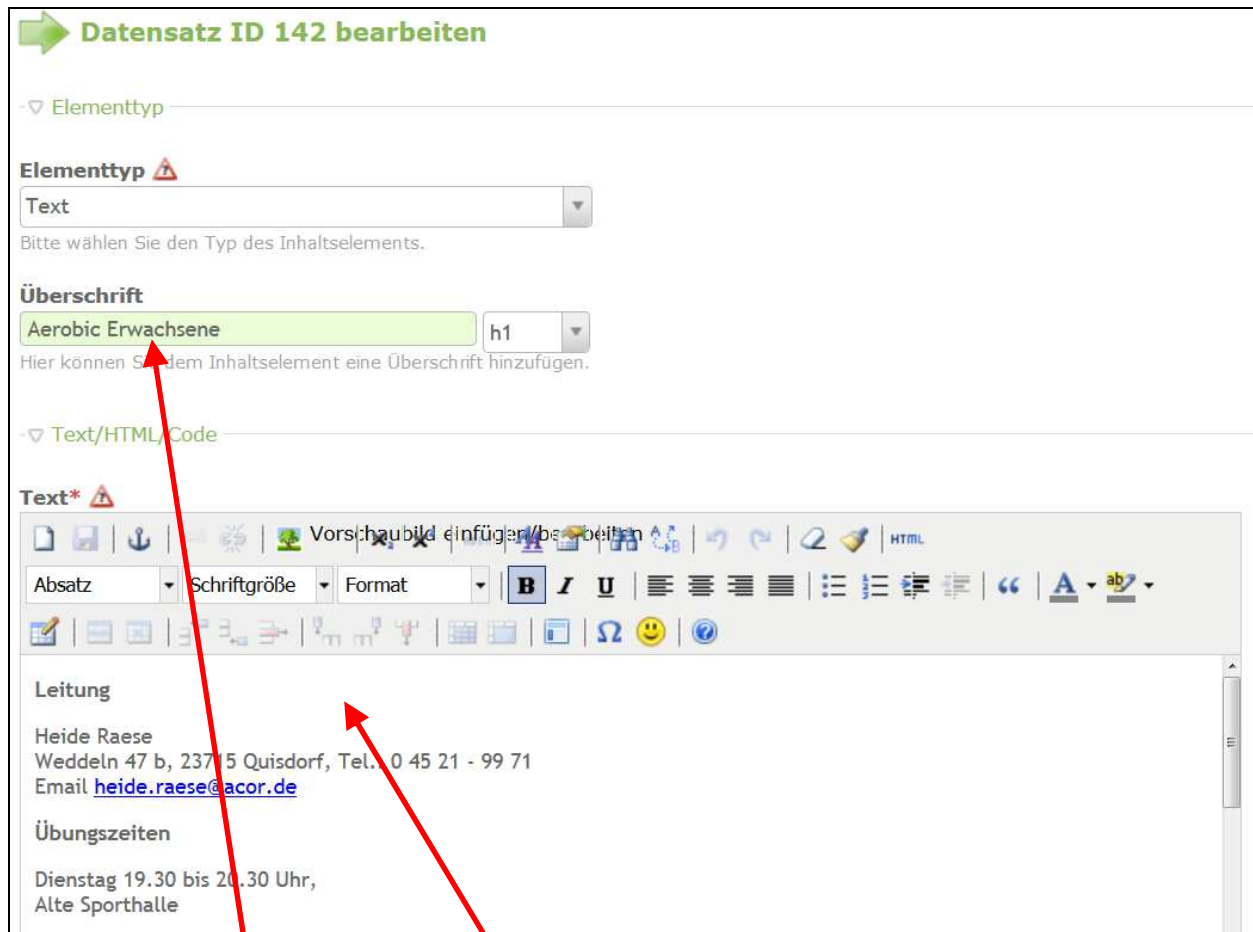 Datensatz ID 142 bearbeiten
Elementtyp
Elementtyp
Text
Bitte wählen Sie den Typ des Inhaltselements.
Überschrift
Aerobic Erwachsene h1
Hier können Sie dem Inhaltselement eine Überschrift hinzufügen.
Text/HTML/Code
Text*
Vorschaubild einfügen/bearbeiten HTML
Absatz Schriftgröße Format B I U A ab
Leitung
Heide Raese
Weddeln 47 b, 23715 Quisdorf, Tel.: 0 45 21 - 99 71
Email heide.raese@acor.de
Übungszeiten
Dienstag 19.30 bis 20.30 Uhr,
Alte Sporthalle